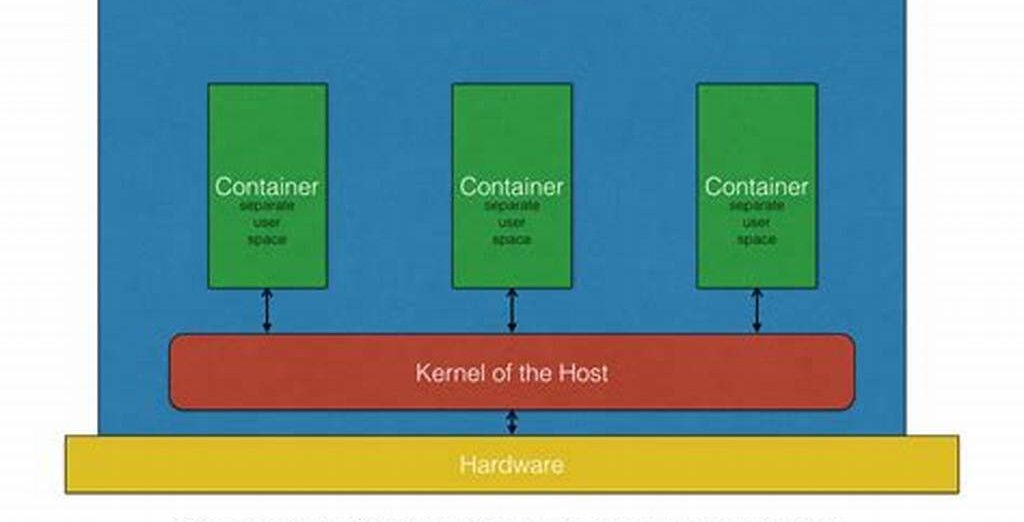 Container Container Container
separate separate separate
user user user
space space space
Kernel of the Host
Hardware